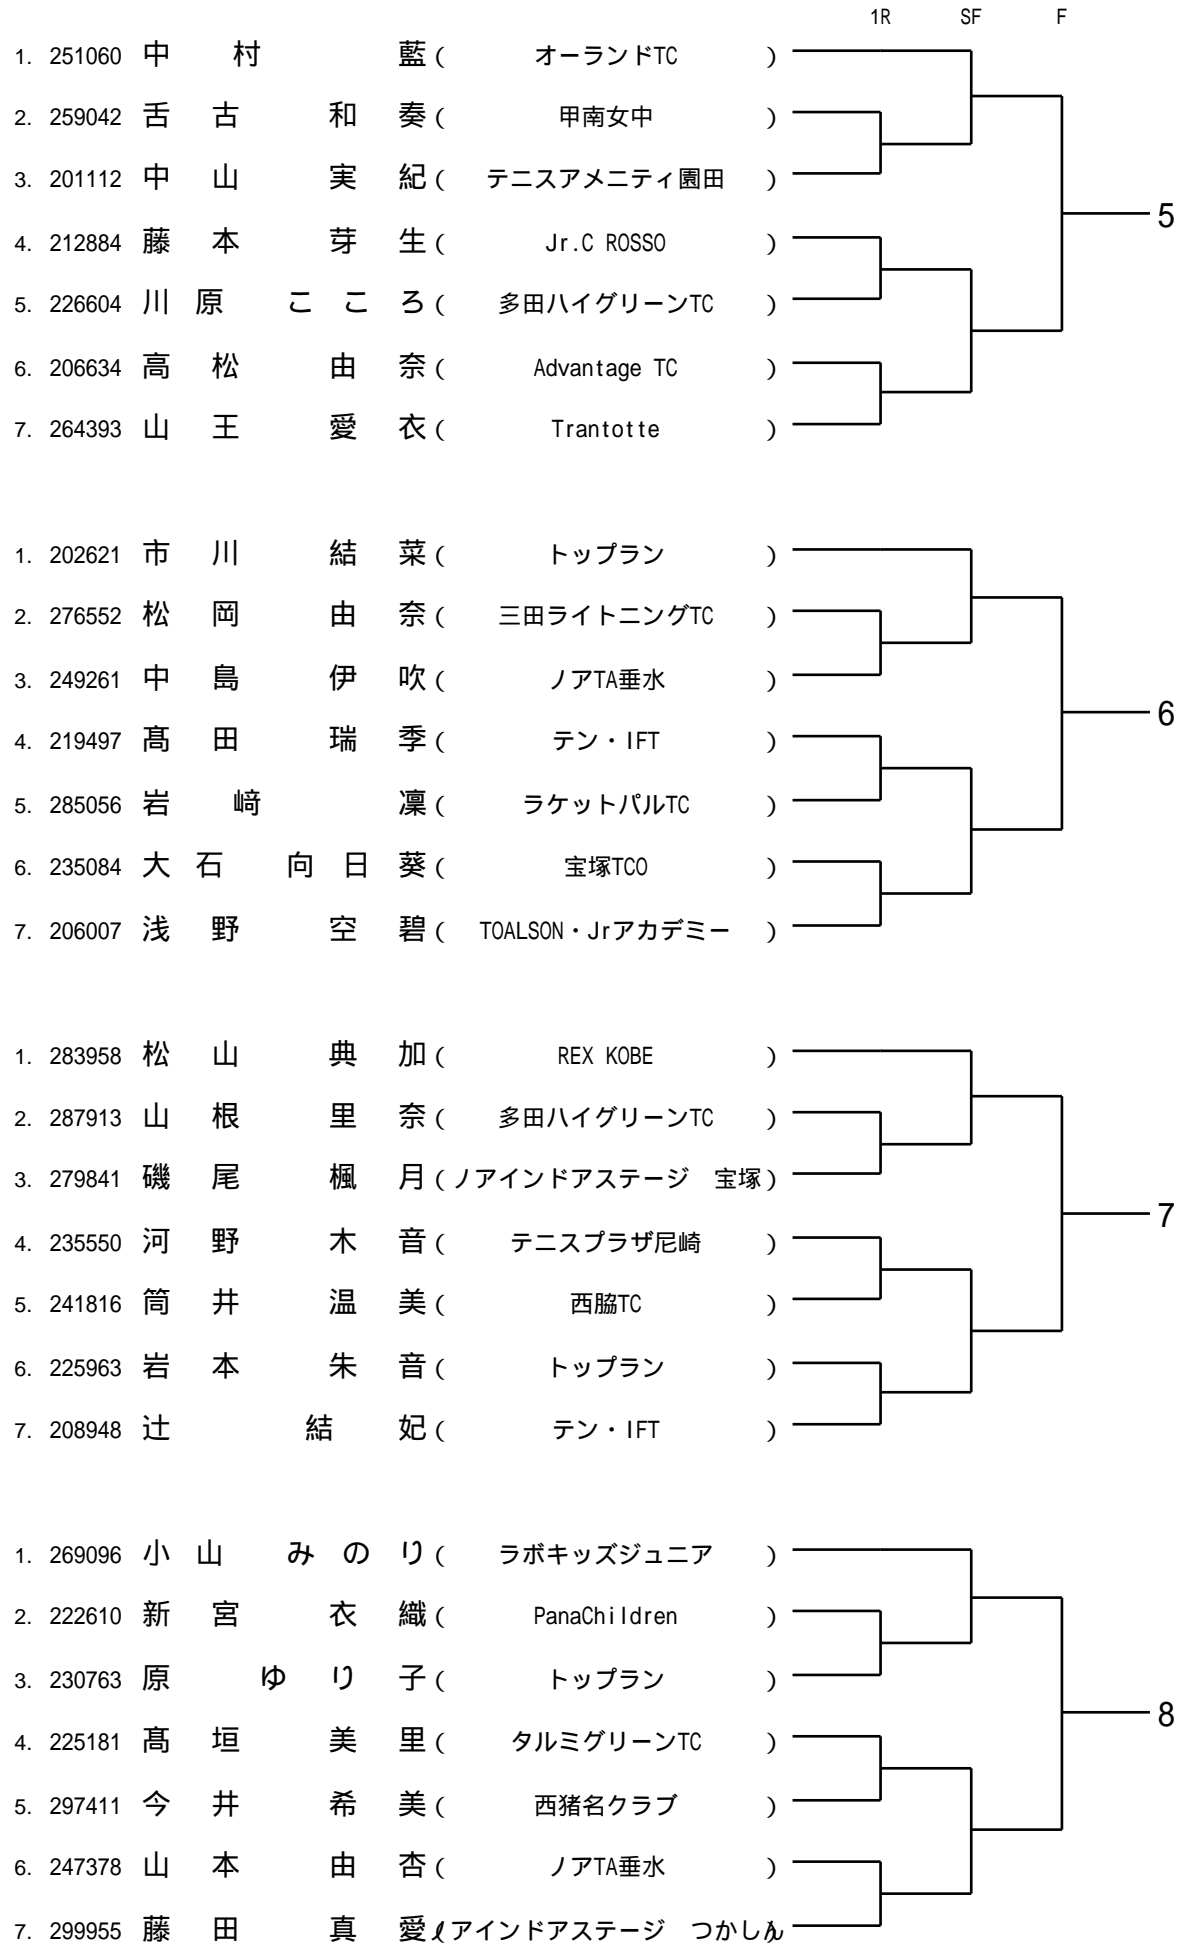 1R SF F
1. 251060 中村 藍 ( オーランドTC )
2. 259042 舌古 和奏 ( 甲南女中 )
3. 201112 中山 実紀 ( テニスアメニティ園田 )
5
4. 212884 藤本 芽生 ( Jr.C ROSSO )
5. 226604 川原 こころ ( 多田ハイグリーンTC )
6. 206634 高松 由奈 ( Advantage TC )
7. 264393 山王 愛衣 ( Trantotte )
1. 202621 市川 結菜 ( トップラン )
2. 276552 松岡 由奈 ( 三田ライトニングTC )
3. 249261 中島 伊吹 ( ノアTA垂水 )
6
4. 219497 髙田 瑞季 ( テン・IFT )
5. 285056 岩﨑 凜 ( ラケットパルTC )
6. 235084 大石 向日葵 ( 宝塚TCO )
7. 206007 浅野 空碧 ( TOALSON・Jrアカデミー )
1. 283958 松山 典加 ( REX KOBE )
2. 287913 山根 里奈 ( 多田ハイグリーンTC )
3. 279841 磯尾 楓月 ( ノアインドアステージ 宝塚 )
7
4. 235550 河野 木音 ( テニスプラザ尼崎 )
5. 241816 筒井 温美 ( 西脇TC )
6. 225963 岩本 朱音 ( トップラン )
7. 208948 辻 結妃 ( テン・IFT )
1. 269096 小山 みのり ( ラボキッズジュニア )
2. 222610 新宮 衣織 ( PanaChildren )
3. 230763 原 ゆり子 ( トップラン )
8
4. 225181 髙垣 美里 ( タルミグリーンTC )
5. 297411 今井 希美 ( 西猪名クラブ )
6. 247378 山本 由杏 ( ノアTA垂水 )
7. 299955 藤田 真愛 ( ノアインドアステージ つかしん )